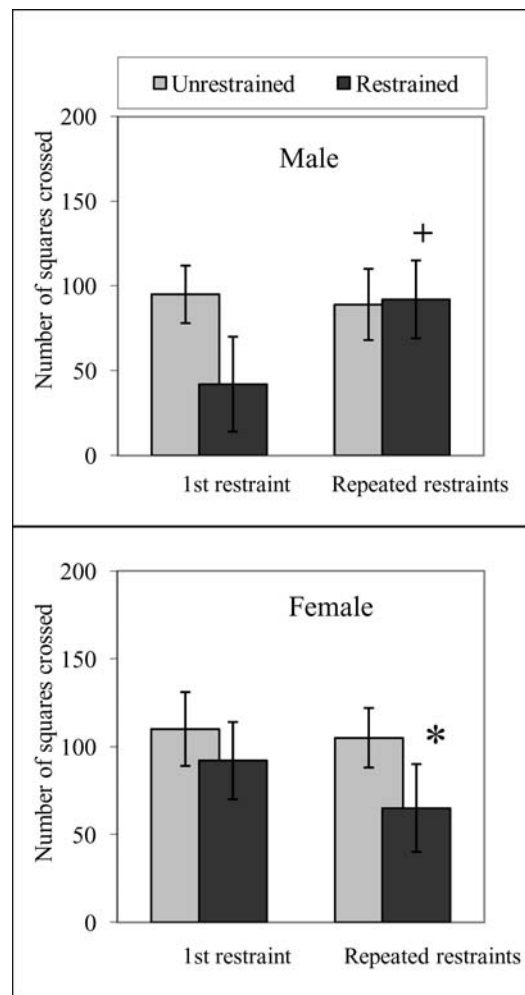 Unrestrained Restrained
200
150
100
50
0
Number of squares crossed
Male
+
1st restraint Repeated restraints
200
150
100
50
0
Number of squares crossed
Female
*
1st restraint Repeated restraints